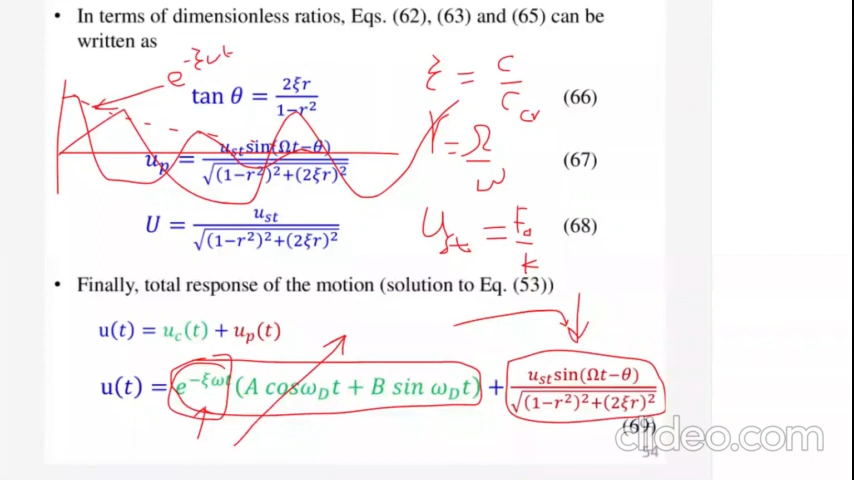 • In terms of dimensionless ratios, Eqs. (62), (63) and (65) can be
written as
e^{-ξωt}
tan θ = 2ξr / (1−r²) (66)
ξ = c / c_cr
u_p = u_st sin(Ωt−θ) / √((1−r²)²+(2ξr)²) (67)
r = Ω / ω
U = u_st / √((1−r²)²+(2ξr)²) (68)
u_st = F_0 / k
• Finally, total response of the motion (solution to Eq. (53))
u(t) = u_c(t) + u_p(t)
u(t) = e^{−ξωt}(A cosω_D t + B sin ω_D t) + u_st sin(Ωt−θ) / √((1−r²)²+(2ξr)²)
(69)
cljdeo.com
54